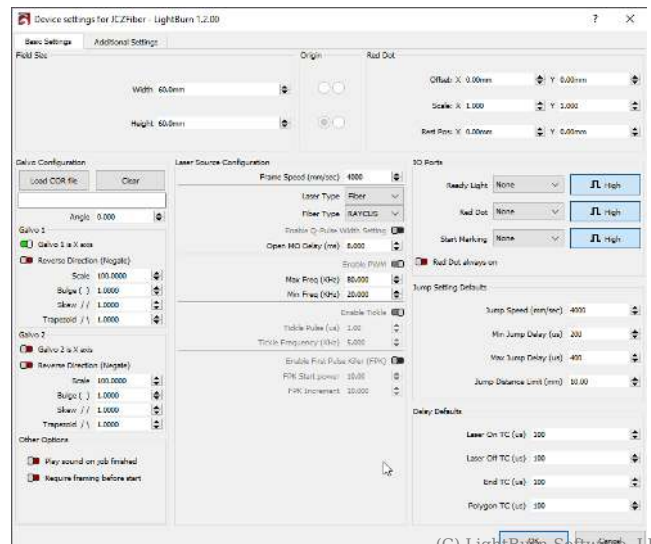 Device settings for JCZFiber - LightBurn 1.2.00
? X
Basic Settings Additional Settings
Field Size
Width 60.0mm
Height 60.0mm
Origin
Red Dot
Offset: X 0.00mm Y 0.00mm
Scale: X 1.000 Y 1.000
Rest Pos: X 0.00mm Y 0.00mm
Galvo Configuration
Load COR file Clear
Angle 0.000
Galvo 1
Galvo 1 is X axis
Reverse Direction (Negate)
Scale 100.0000
Bulge ( ) 1.0000
Skew / / 1.0000
Trapezoid / \ 1.0000
Galvo 2
Galvo 2 is X axis
Reverse Direction (Negate)
Scale 100.0000
Bulge ( ) 1.0000
Skew / / 1.0000
Trapezoid / \ 1.0000
Other Options
Play sound on job finished
Require framing before start
Laser Source Configuration
Frame Speed (mm/sec) 4000
Laser Type Fiber
Fiber Type RAYCUS
Enable Q-Pulse Width Setting
Open MO Delay (ms) 8.000
Enable PWM
Max Freq (KHz) 80.000
Min Freq (KHz) 20.000
Enable Tickle
Tickle Pulse (us) 1.00
Tickle Frequency (KHz) 5.000
Enable First Pulse Killer (FPK)
FPK Start power 10.00
FPK Increment 10.000
IO Ports
Ready Light None High
Red Dot None High
Start Marking None High
Red Dot always on
Jump Setting Defaults
Jump Speed (mm/sec) 4000
Min Jump Delay (us) 200
Max Jump Delay (us) 400
Jump Distance Limit (mm) 10.00
Delay Defaults
Laser On TC (us) 100
Laser Off TC (us) 100
End TC (us) 100
Polygon TC (us) 100
OK Cancel
(C) LightBurn Software, LL